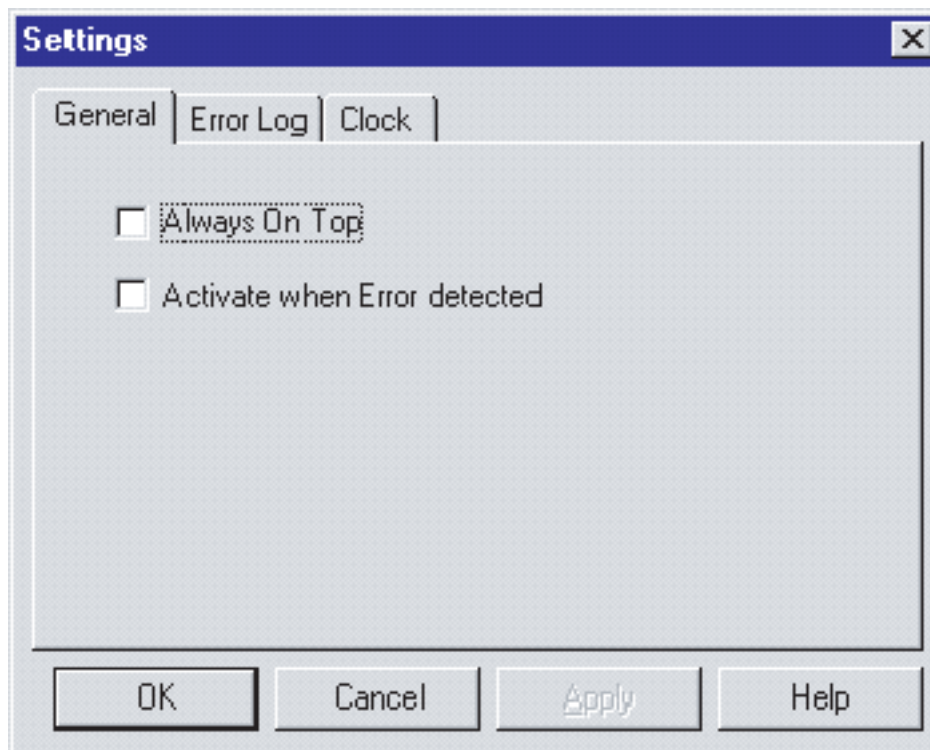 Settings
General Error Log Clock
Always On Top
Activate when Error detected
OK Cancel Apply Help